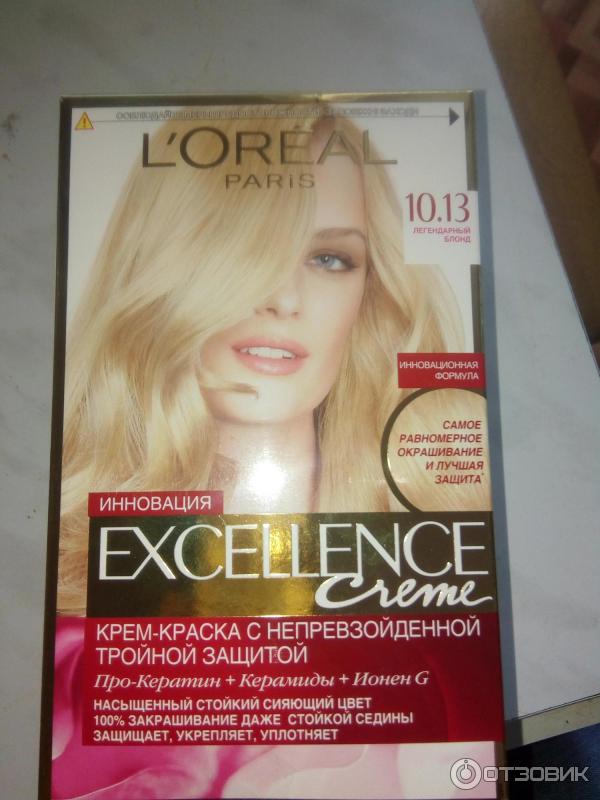 L'ORÉAL
PARIS
10.13
ЛЕГЕНДАРНЫЙ
БЛОНД
ИННОВАЦИОННАЯ
ФОРМУЛА
САМОЕ
РАВНОМЕРНОЕ
ОКРАШИВАНИЕ
И ЛУЧШАЯ
ЗАЩИТА*
ИННОВАЦИЯ
EXCELLENCE
Creme
КРЕМ-КРАСКА С НЕПРЕВЗОЙДЕННОЙ
ТРОЙНОЙ ЗАЩИТОЙ
Про-Кератин + Керамиды + Ионен G
НАСЫЩЕННЫЙ СТОЙКИЙ СИЯЮЩИЙ ЦВЕТ
100% ЗАКРАШИВАНИЕ ДАЖЕ СТОЙКОЙ СЕДИНЫ
ЗАЩИЩАЕТ, УКРЕПЛЯЕТ, УПЛОТНЯЕТ
ОТЗОВИК